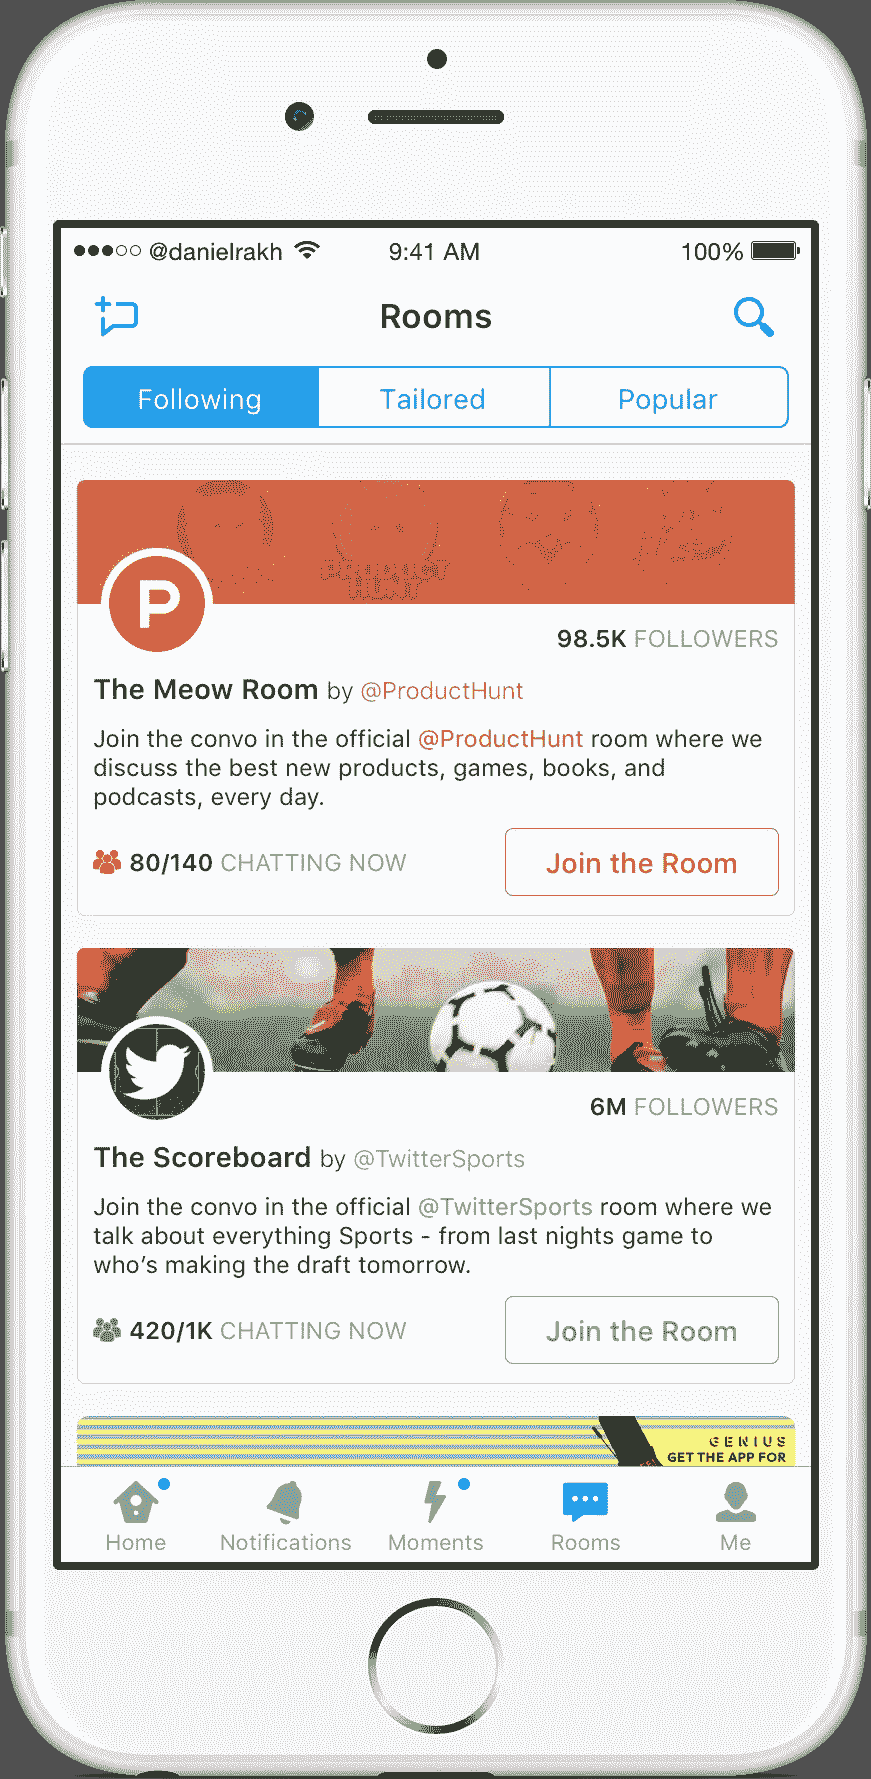 @danielrakh 9:41 AM 100%
Rooms
Following Tailored Popular
PRODUCT
HUNT
P
98.5K FOLLOWERS
The Meow Room by @ProductHunt
Join the convo in the official @ProductHunt room where we
discuss the best new products, games, books, and
podcasts, every day.
80/140 CHATTING NOW Join the Room
6M FOLLOWERS
The Scoreboard by @TwitterSports
Join the convo in the official @TwitterSports room where we
talk about everything Sports - from last nights game to
who’s making the draft tomorrow.
420/1K CHATTING NOW Join the Room
GENIUS
GET THE APP FOR
Home Notifications Moments Rooms Me